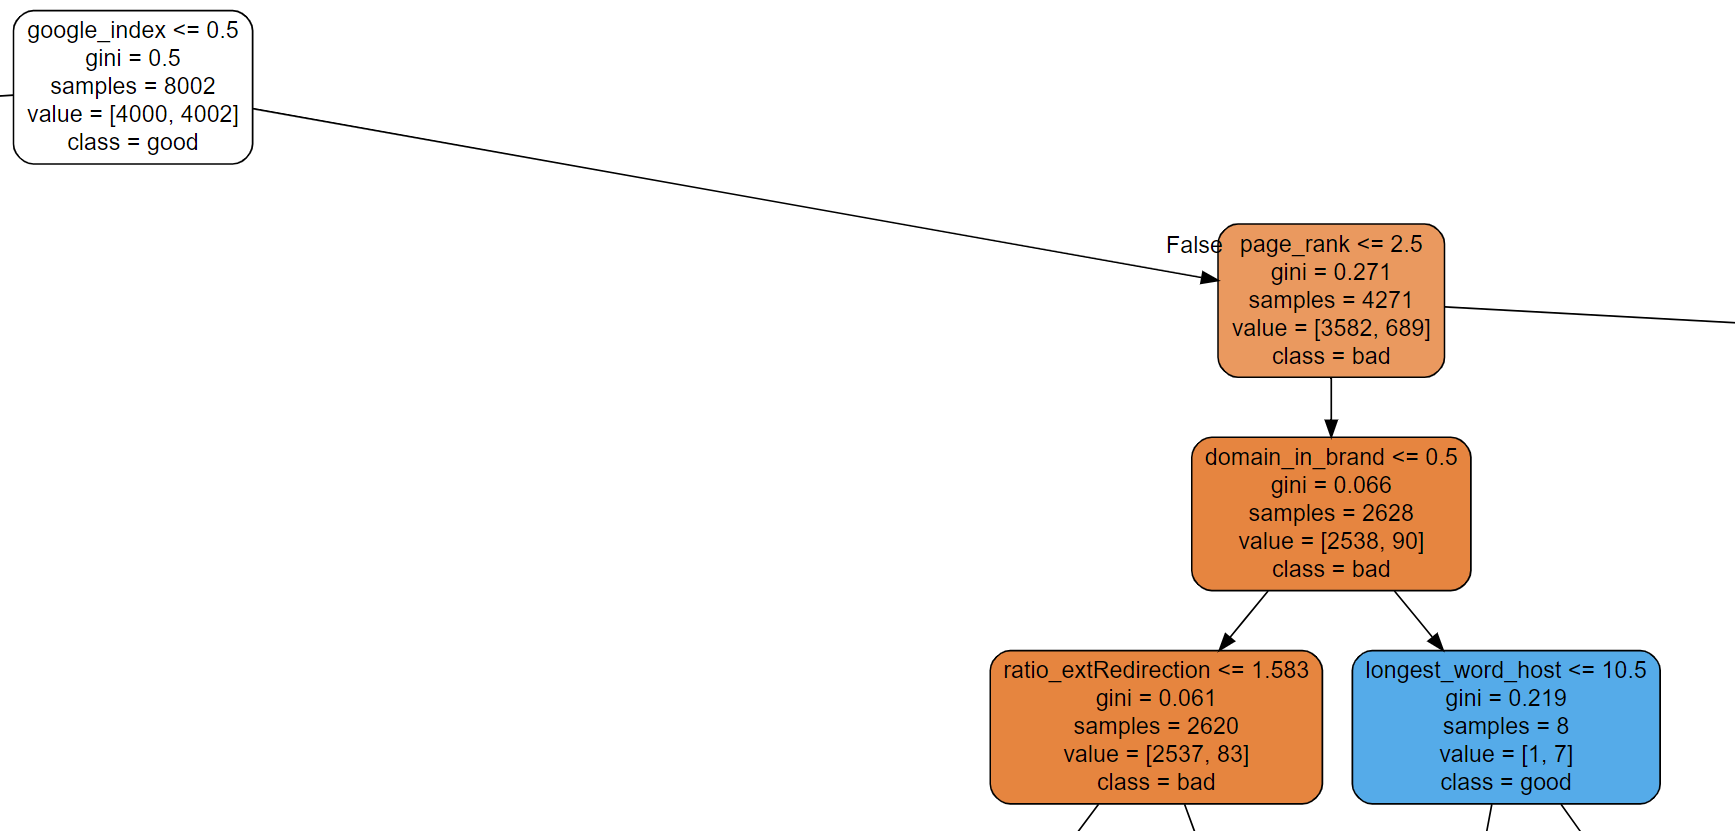 google_index <= 0.5
gini = 0.5
samples = 8002
value = [4000, 4002]
class = good
False
page_rank <= 2.5
gini = 0.271
samples = 4271
value = [3582, 689]
class = bad
domain_in_brand <= 0.5
gini = 0.066
samples = 2628
value = [2538, 90]
class = bad
ratio_extRedirection <= 1.583
gini = 0.061
samples = 2620
value = [2537, 83]
class = bad
longest_word_host <= 10.5
gini = 0.219
samples = 8
value = [1, 7]
class = good